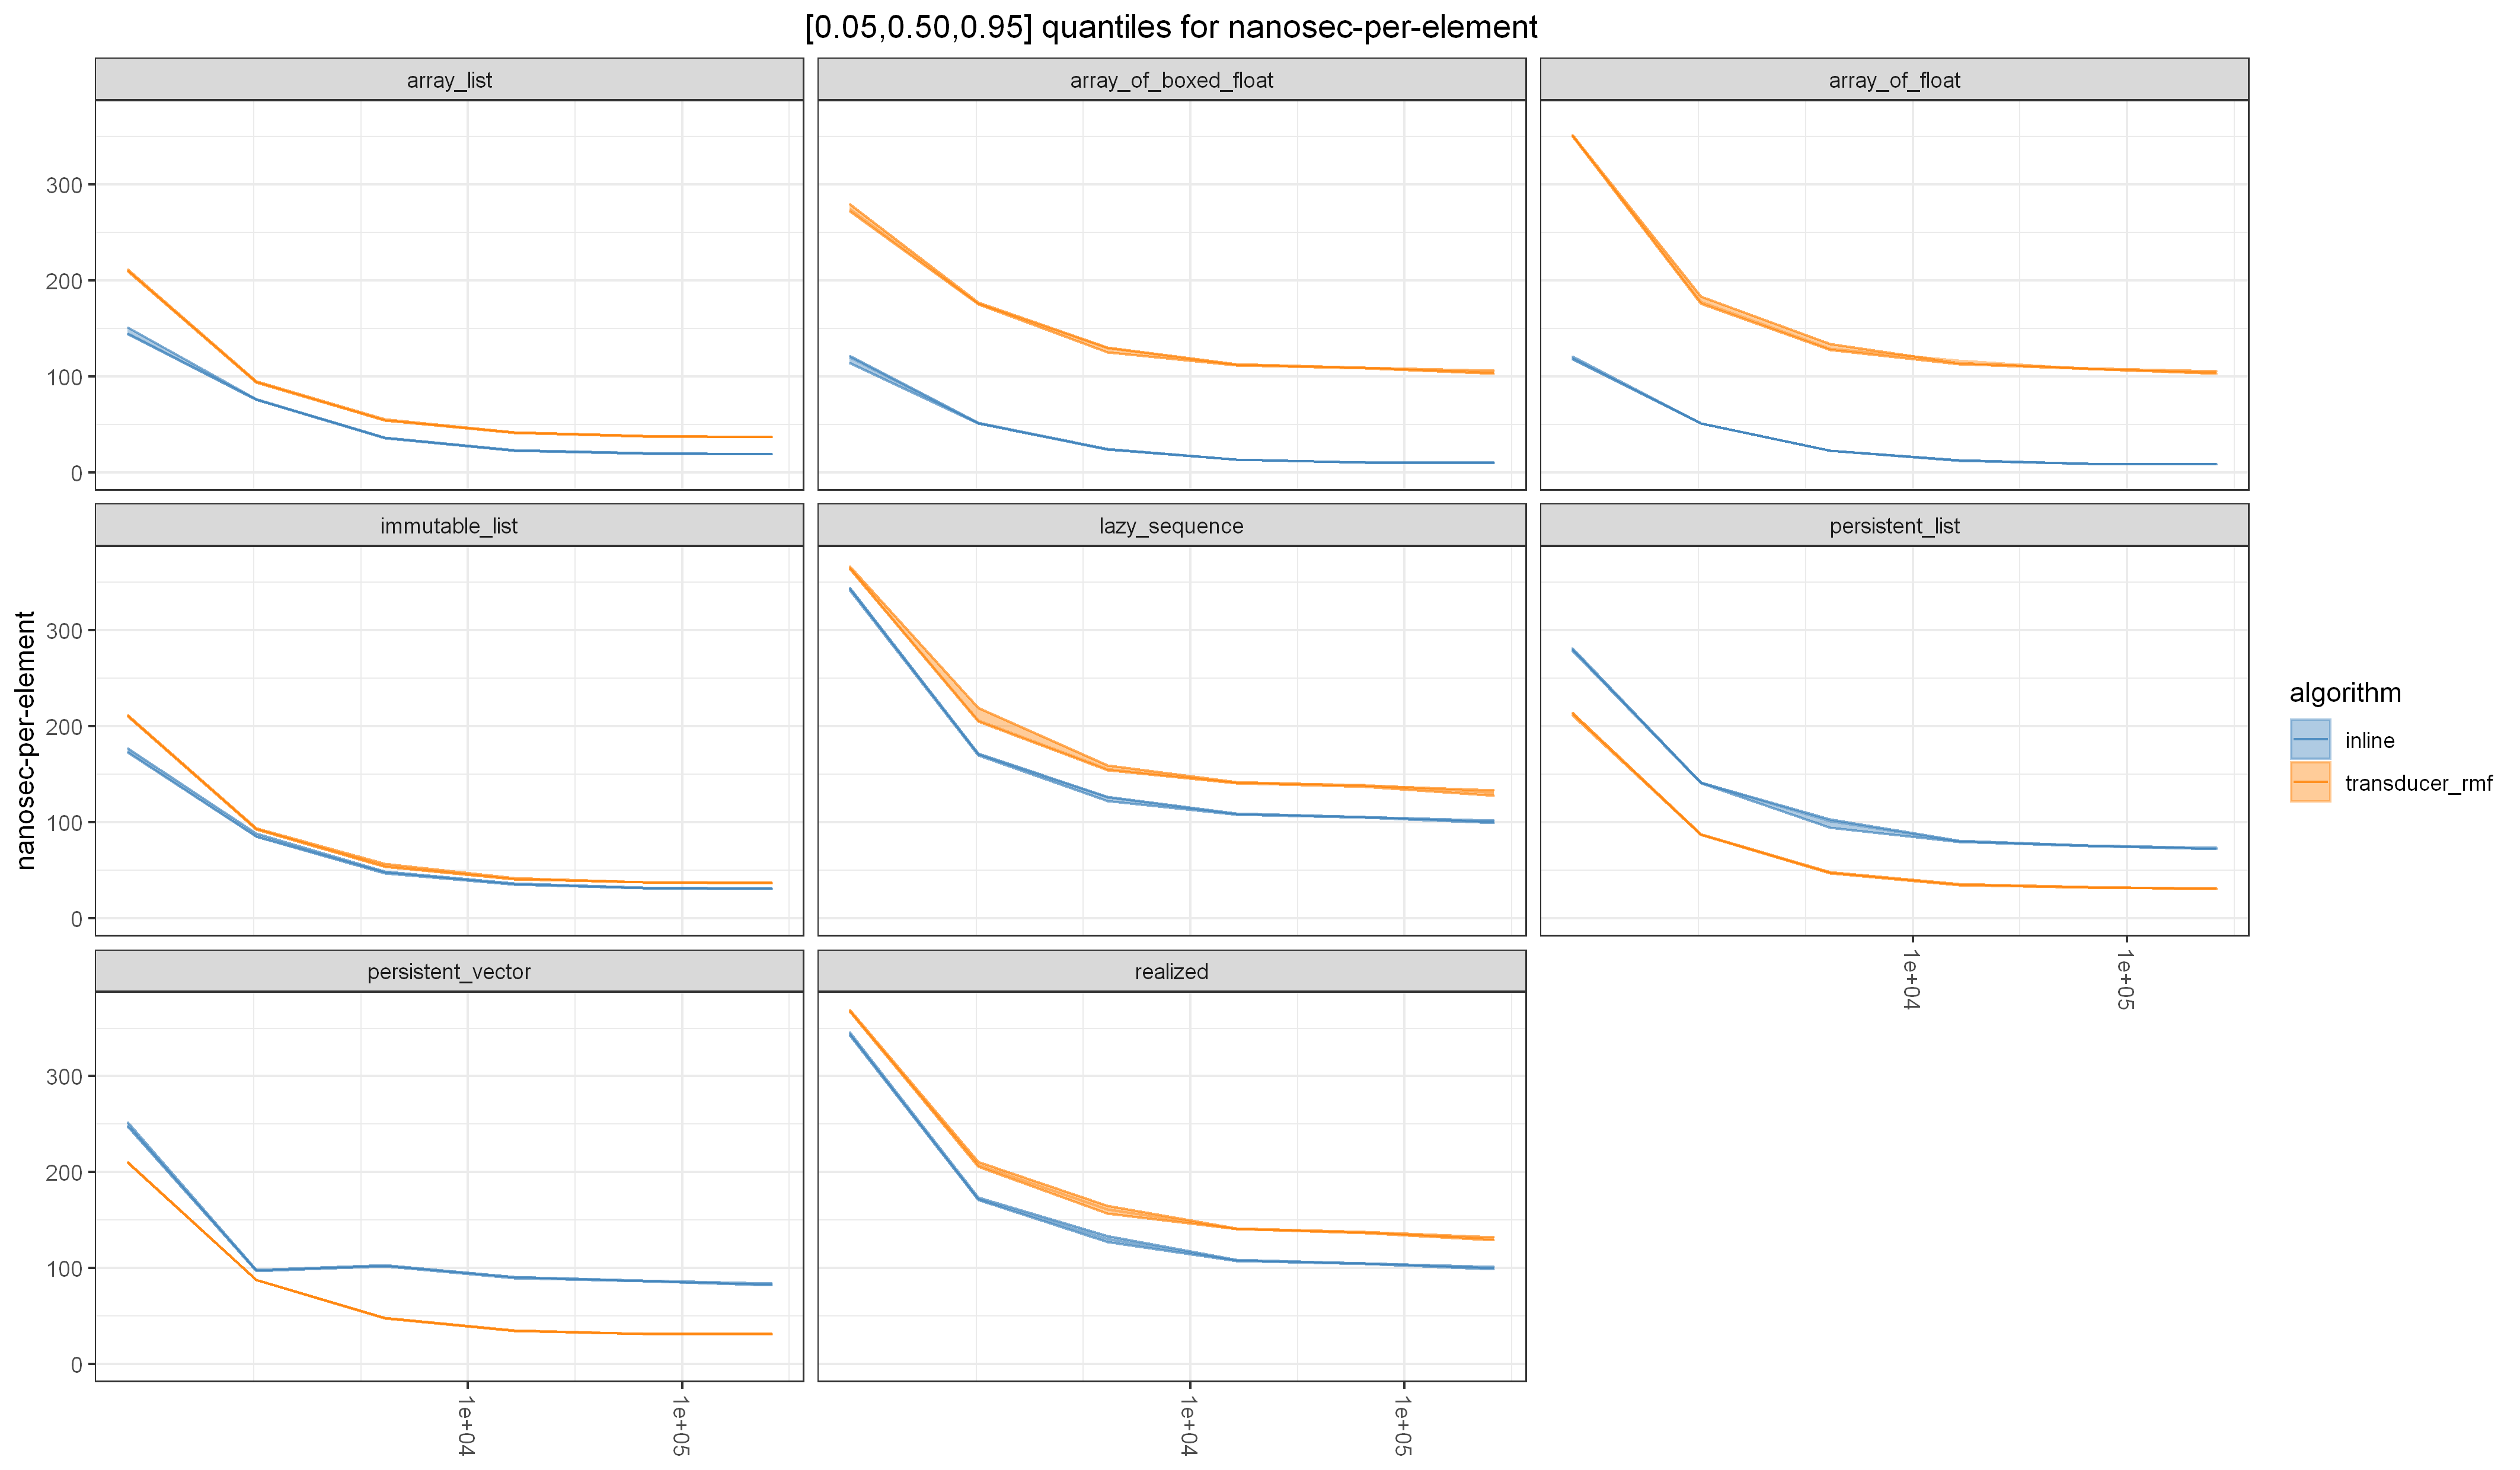 [0.05,0.50,0.95] quantiles for nanosec-per-element
array_list
array_of_boxed_float
array_of_float
300
200
100
0
immutable_list
lazy_sequence
persistent_list
300
200
100
0
nanosec-per-element
algorithm
inline
transducer_rmf
persistent_vector
realized
1e+04
1e+05
300
200
100
0
1e+04
1e+05
1e+04
1e+05